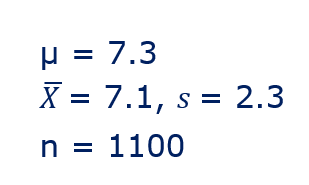 μ = 7.3
X̅ = 7.1, s = 2.3
n = 1100